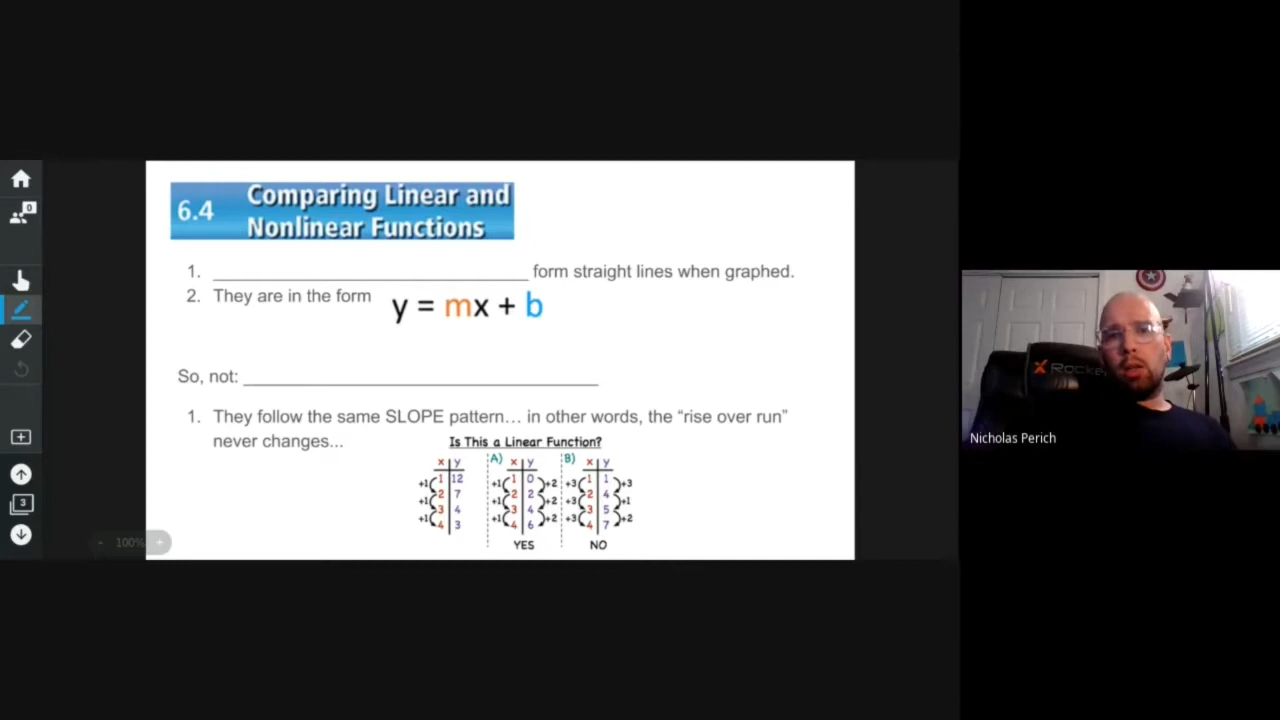 6.4 Comparing Linear and
Nonlinear Functions
1. ________________ form straight lines when graphed.
2. They are in the form y = mx + b
So, not: ________________
1. They follow the same SLOPE pattern… in other words, the “rise over run”
never changes...
Is This a Linear Function?
x y A) x y B) x y
+1 1 12 +1 1 0 +2 +3 1 1 +3
+1 2 7 +1 2 2 +2 +3 2 4 +1
+1 3 4 +1 3 4 +2 +3 3 5 +2
4 3 4 6 4 7
YES NO
- 100% +
0
3
X Rocke
Nicholas Perich